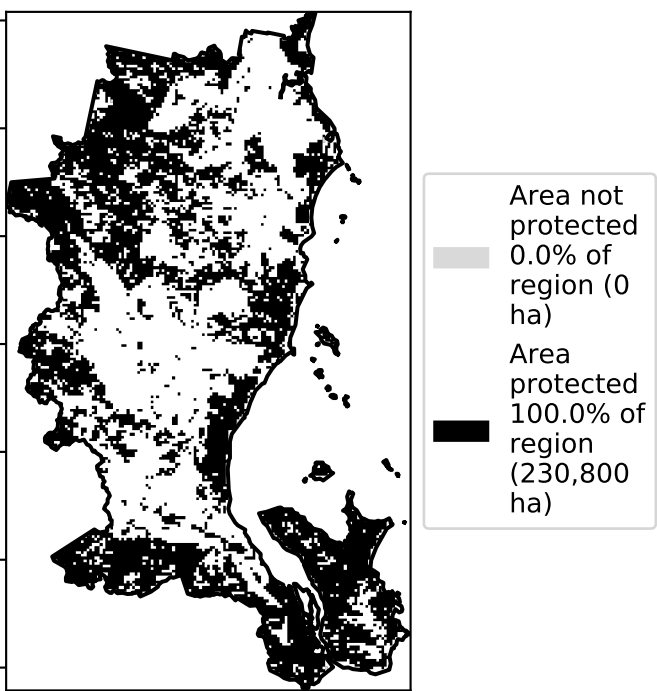 Area not
protected
0.0% of
region (0
ha)
Area
protected
100.0% of
region
(230,800
ha)